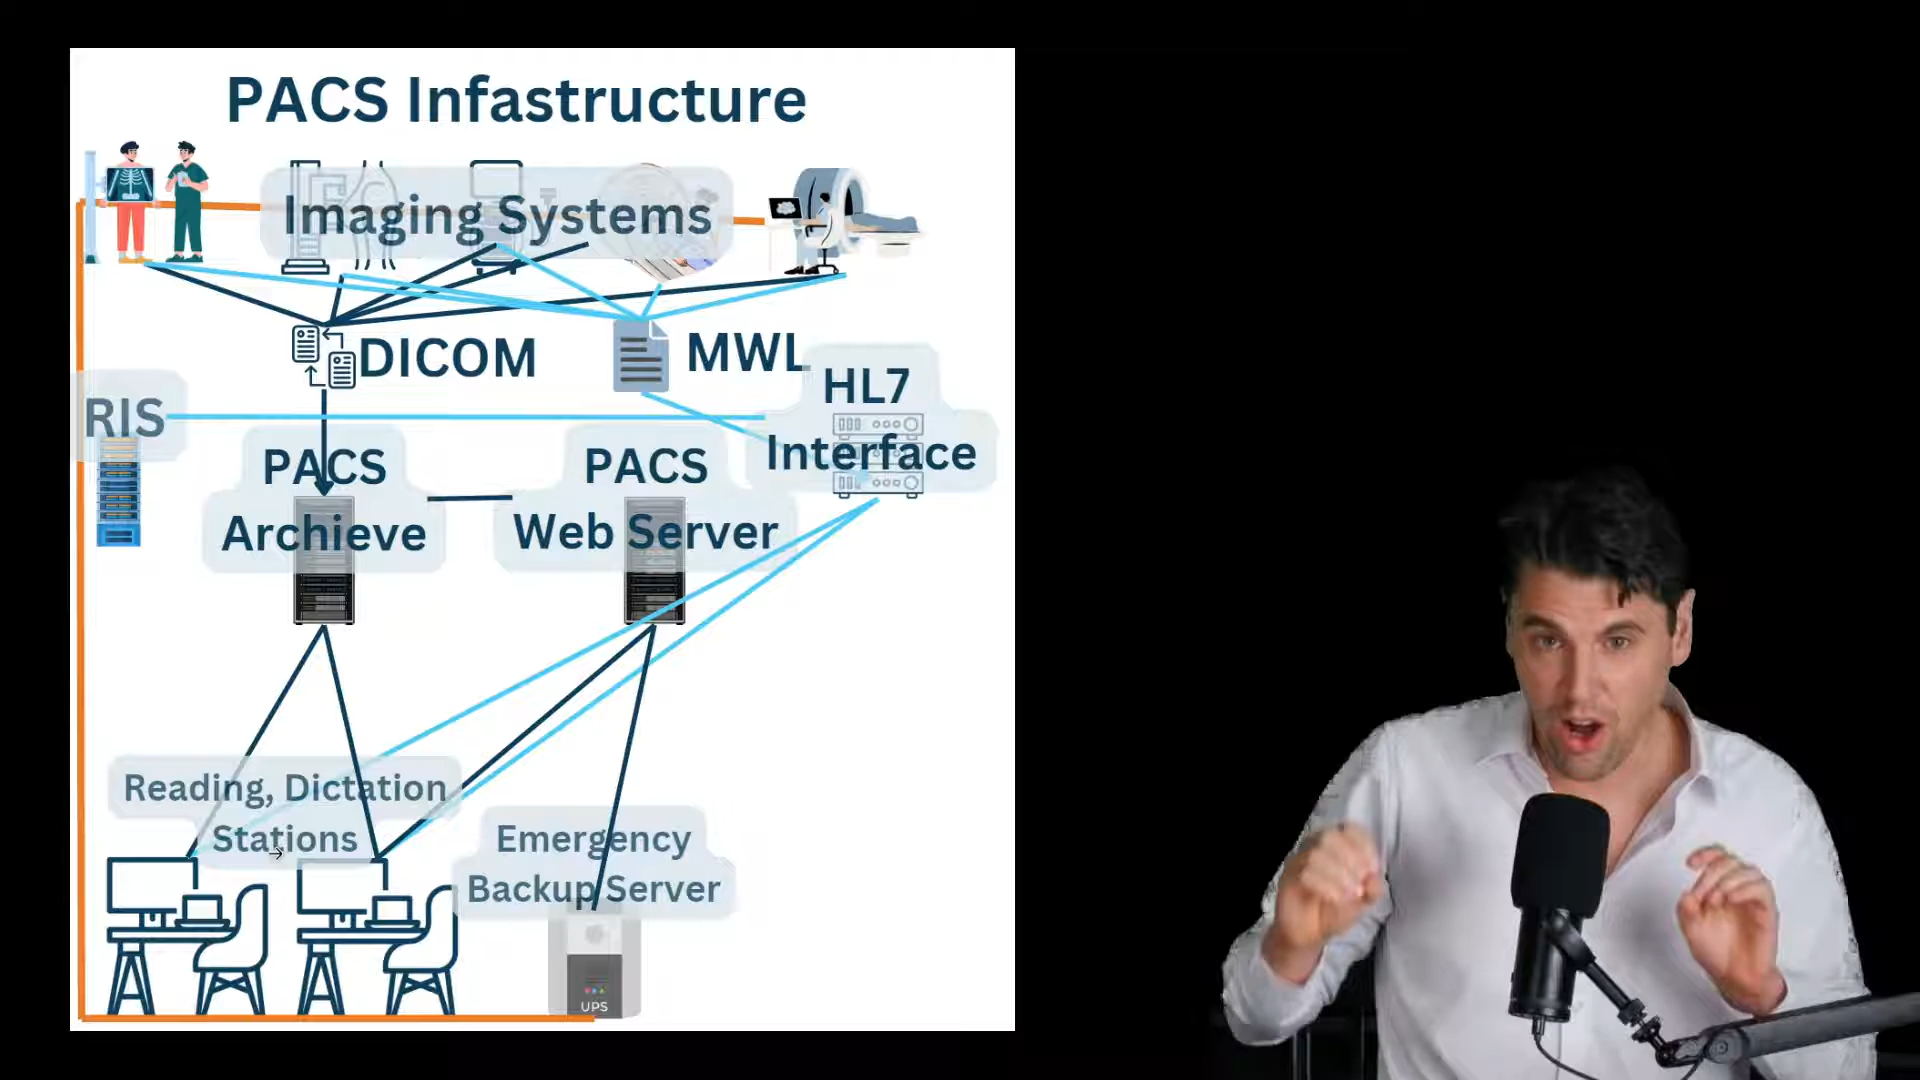 PACS Infastructure
Imaging Systems
DICOM
MWL
HL7
Interface
RIS
PACS
Archieve
PACS
Web Server
Reading, Dictation
Stations
Emergency
Backup Server
UPS